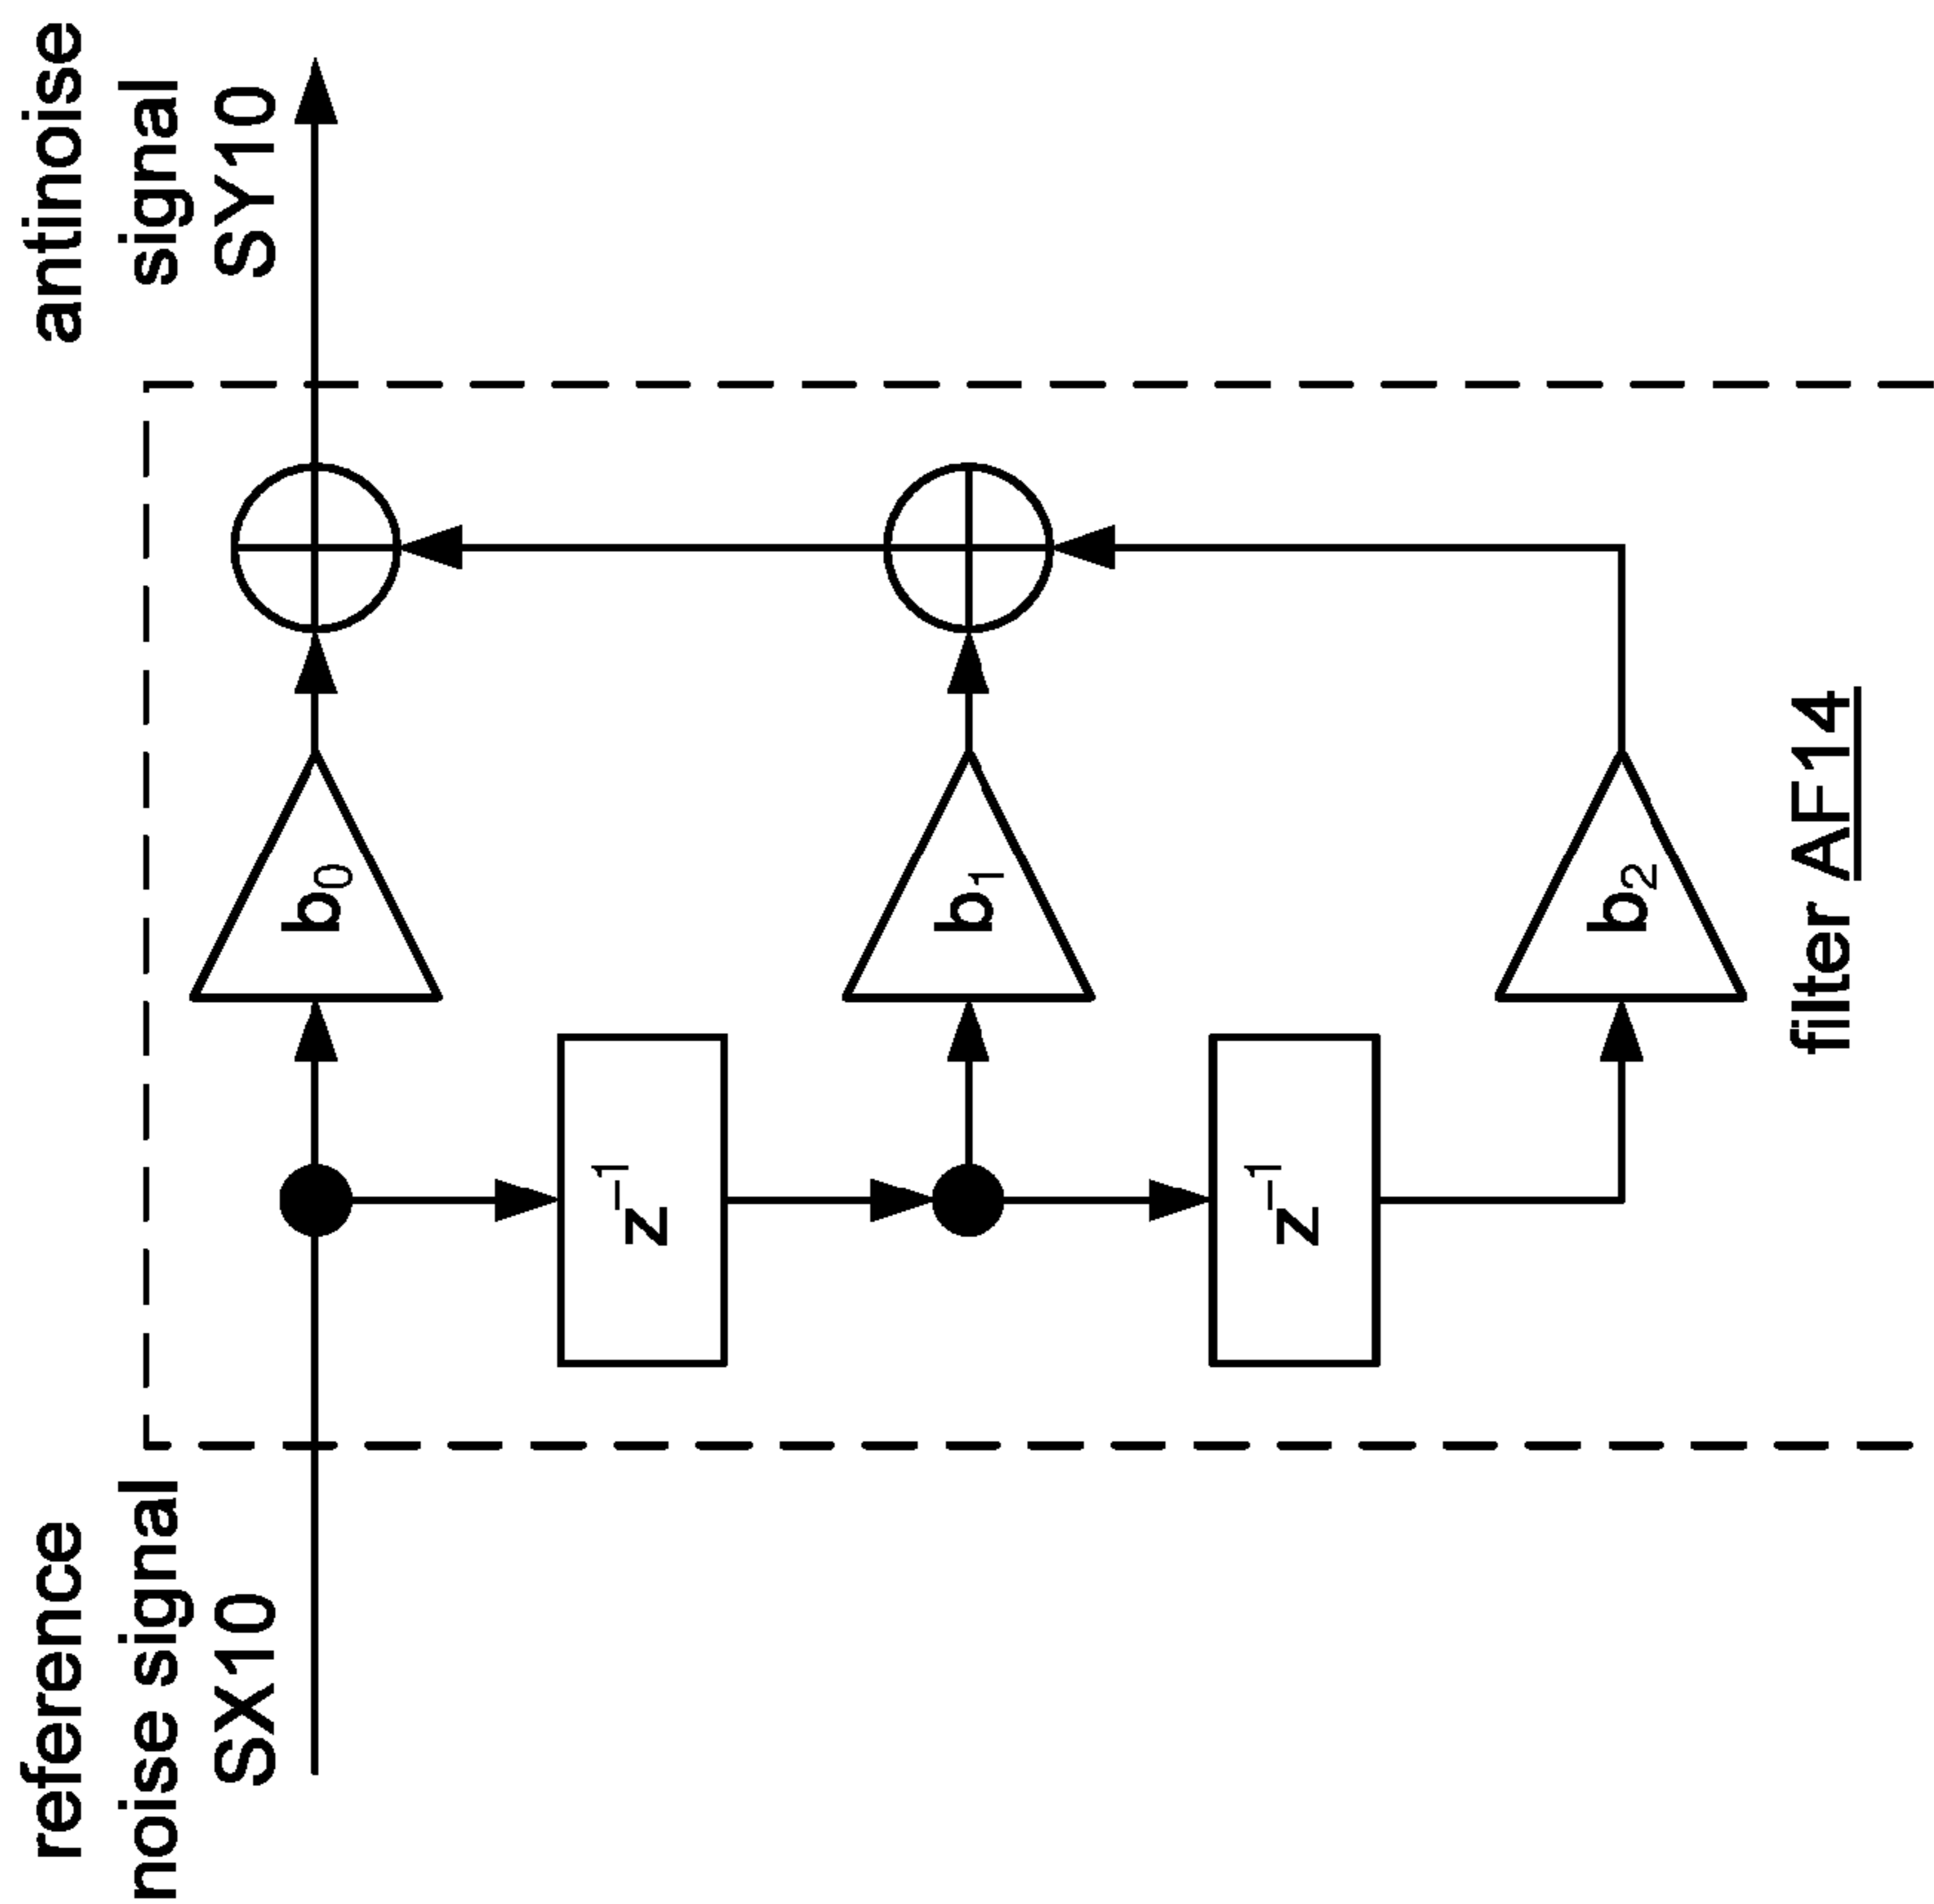 reference
noise signal
SX10
antinoise
signal
SY10
b0
z−1
b1
z−1
b2
filter AF14